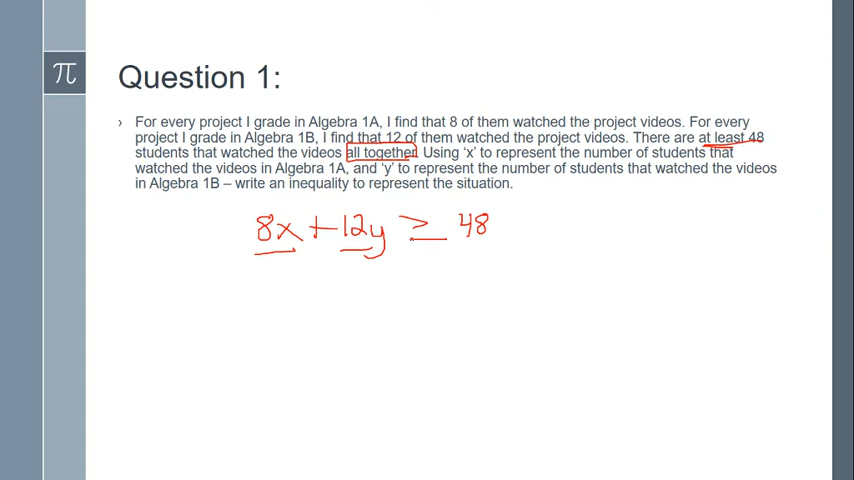 π
Question 1:
› For every project I grade in Algebra 1A, I find that 8 of them watched the project videos. For every
project I grade in Algebra 1B, I find that 12 of them watched the project videos. There are at least 48
students that watched the videos all together. Using ‘x’ to represent the number of students that
watched the videos in Algebra 1A, and ‘y’ to represent the number of students that watched the videos
in Algebra 1B – write an inequality to represent the situation.
8x + 12y ≥ 48